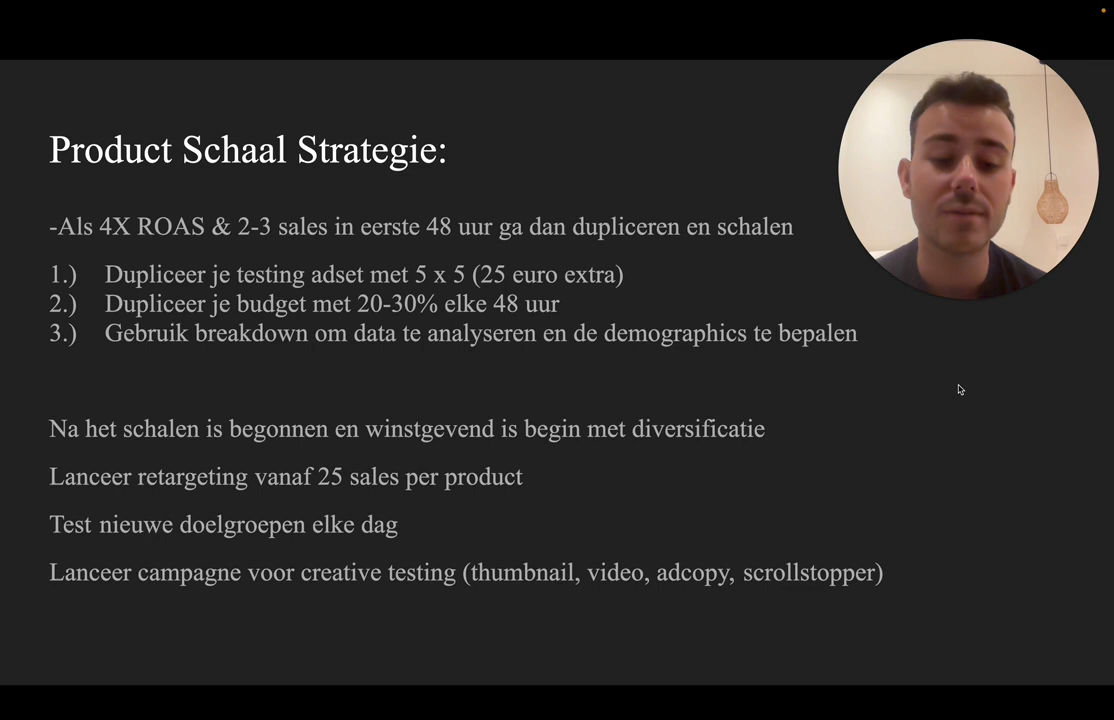 Product Schaal Strategie:
-Als 4X ROAS & 2-3 sales in eerste 48 uur ga dan dupliceren en schalen
1.) Dupliceer je testing adset met 5 x 5 (25 euro extra)
2.) Dupliceer je budget met 20-30% elke 48 uur
3.) Gebruik breakdown om data te analyseren en de demographics te bepalen
Na het schalen is begonnen en winstgevend is begin met diversificatie
Lanceer retargeting vanaf 25 sales per product
Test nieuwe doelgroepen elke dag
Lanceer campagne voor creative testing (thumbnail, video, adcopy, scrollstopper)